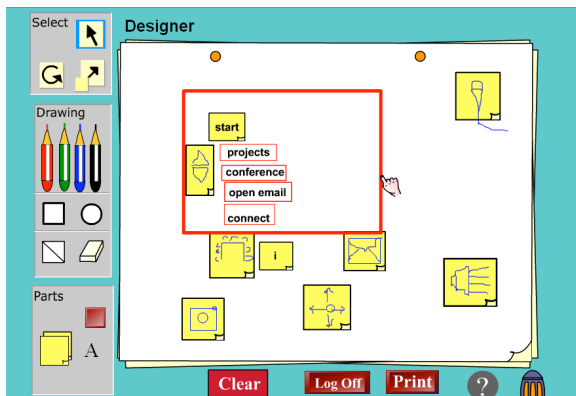 Select
Designer
Drawing
start
projects
conference
open email
connect
i
Parts
A
Clear
Log Off
Print
?